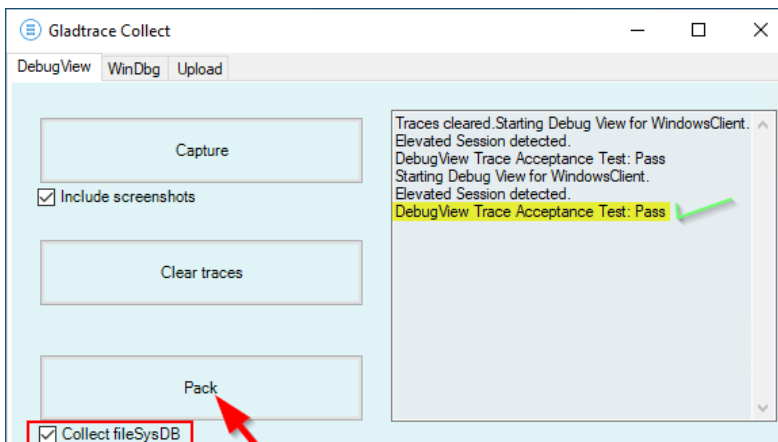 Gladtrace Collect
DebugView WinDbg Upload
Capture
Include screenshots
Clear traces
Pack
Collect fileSysDB
Traces cleared.Starting Debug View for WindowsClient.
Elevated Session detected.
DebugView Trace Acceptance Test: Pass
Starting Debug View for WindowsClient.
Elevated Session detected.
DebugView Trace Acceptance Test: Pass